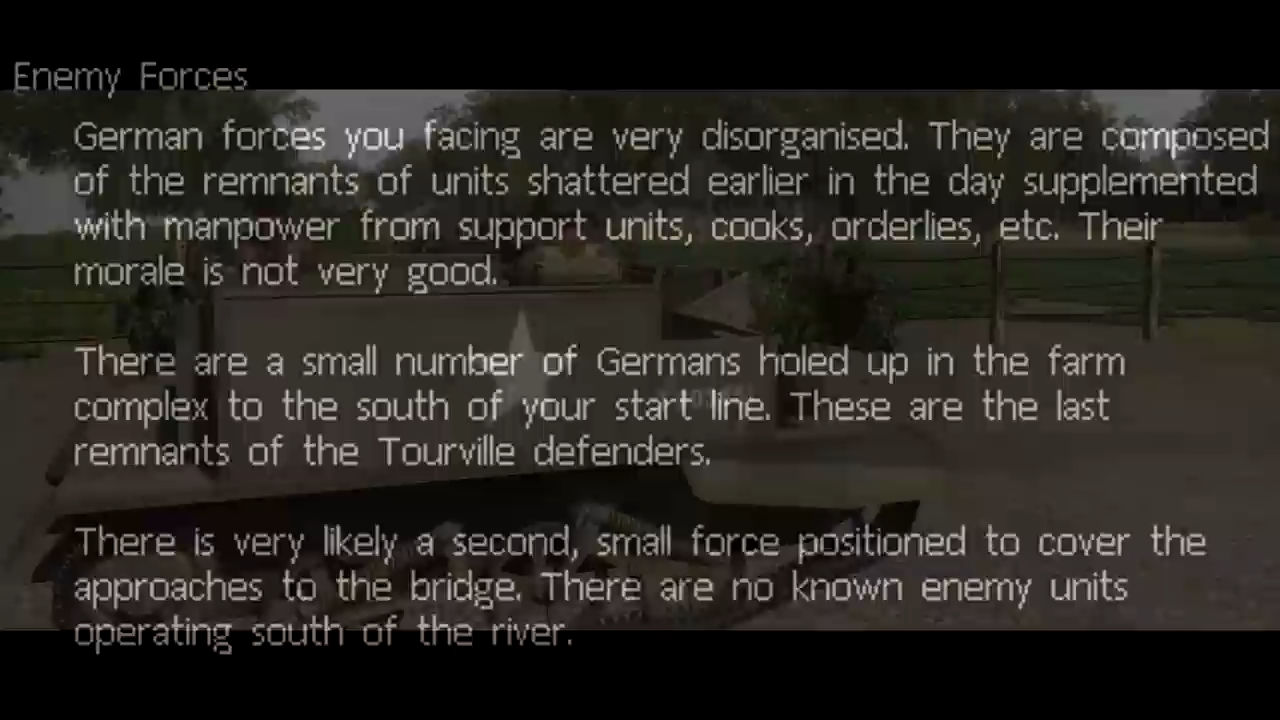 Enemy Forces
German forces you facing are very disorganised. They are composed
of the remnants of units shattered earlier in the day supplemented
with manpower from support units, cooks, orderlies, etc. Their
morale is not very good.
There are a small number of Germans holed up in the farm
complex to the south of your start line. These are the last
remnants of the Tourville defenders.
There is very likely a second, small force positioned to cover the
approaches to the bridge. There are no known enemy units
operating south of the river.